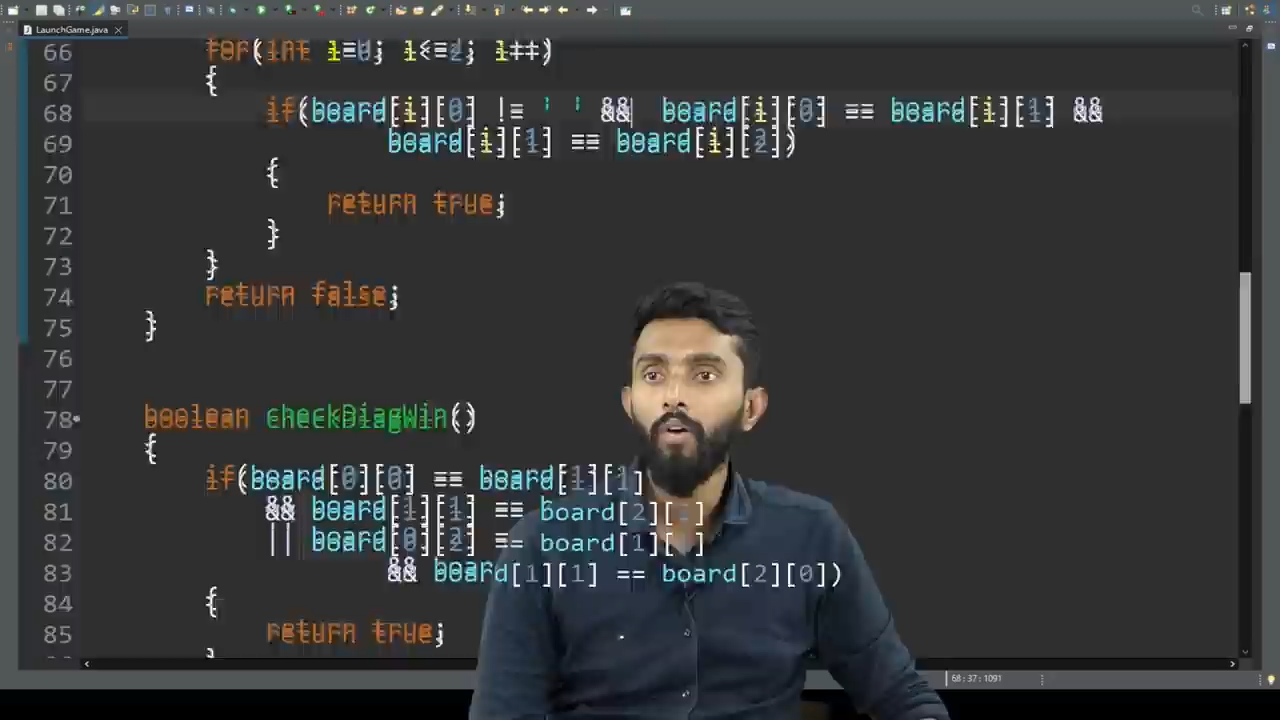 LaunchGame.java
66 for(int i=0; i<=2; i++)
67 {
68 if(board[i][0] != ' ' && board[i][0] == board[i][1] &&
69 board[i][1] == board[i][2])
70 {
71 return true;
72 }
73 }
74 return false;
75 }
76
77
78 boolean checkDiagWin()
79 {
80 if(board[0][0] == board[1][1]
81 && board[1][1] == board[2][ ]
82 || board[0][2] == board[1][ ]
83 && board[1][1] == board[2][0])
84 {
85 return true;
68 : 37 : 1091